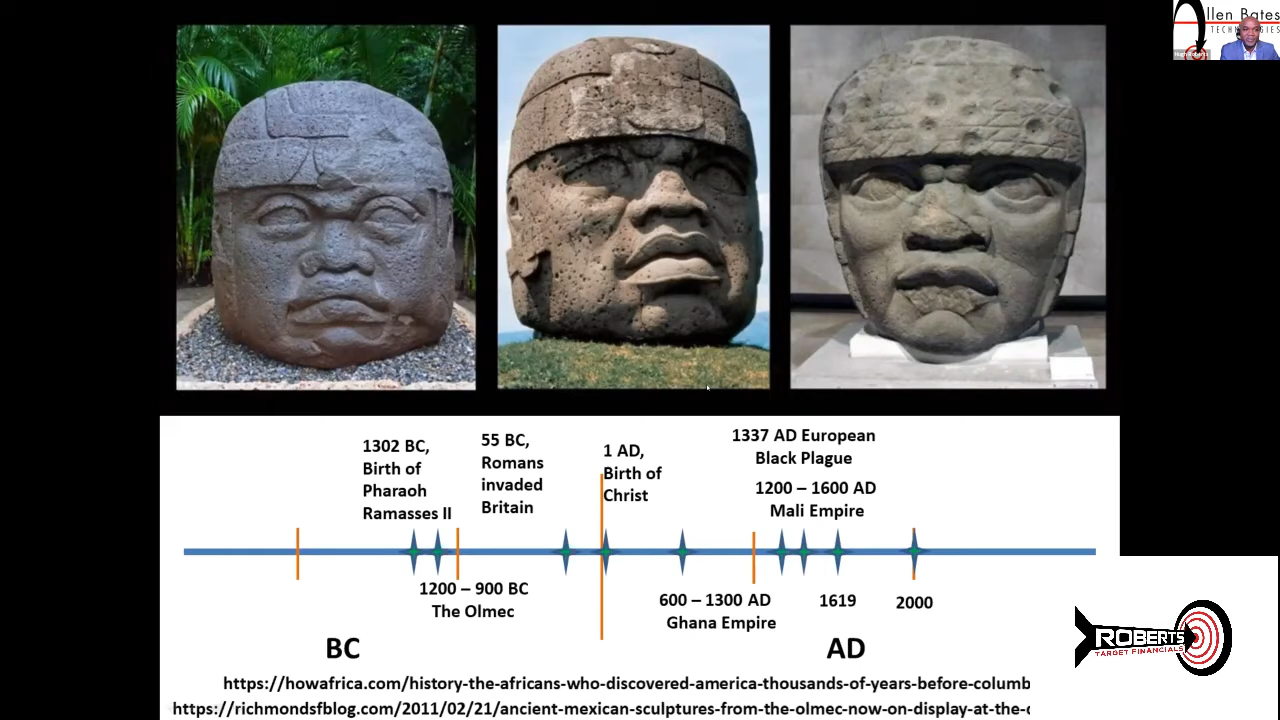 llen Bates
TECHNOLOGIES
Hugh Roberts
1302 BC,
Birth of
Pharaoh
Ramasses II
55 BC,
Romans
invaded
Britain
1 AD,
Birth of
Christ
1337 AD European
Black Plague
1200 – 1600 AD
Mali Empire
1200 – 900 BC
The Olmec
600 – 1300 AD
Ghana Empire
1619
2000
BC
AD
ROBERTS
TARGET FINANCIALS
https://howafrica.com/history-the-africans-who-discovered-america-thousands-of-years-before-columb
https://richmondsfblog.com/2011/02/21/ancient-mexican-sculptures-from-the-olmec-now-on-display-at-the-